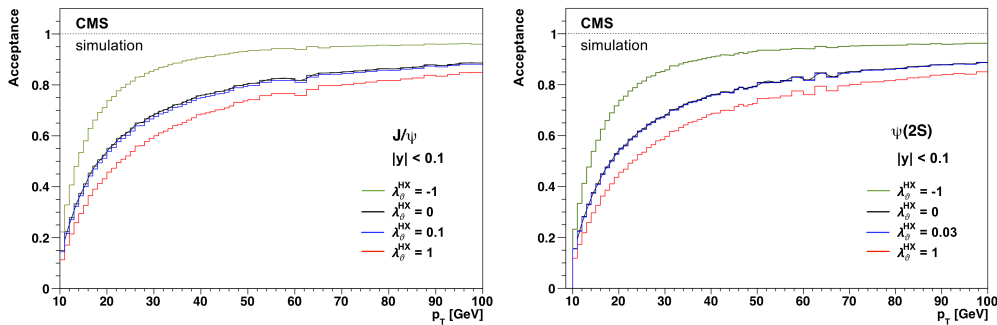 Acceptance
CMS
simulation
J/ψ
|y| < 0.1
λ_ϑ^HX = -1
λ_ϑ^HX = 0
λ_ϑ^HX = 0.1
λ_ϑ^HX = 1
1
0.8
0.6
0.4
0.2
0
10 20 30 40 50 60 70 80 90 100
p_T [GeV]
Acceptance
CMS
simulation
ψ(2S)
|y| < 0.1
λ_ϑ^HX = -1
λ_ϑ^HX = 0
λ_ϑ^HX = 0.03
λ_ϑ^HX = 1
1
0.8
0.6
0.4
0.2
0
10 20 30 40 50 60 70 80 90 100
p_T [GeV]